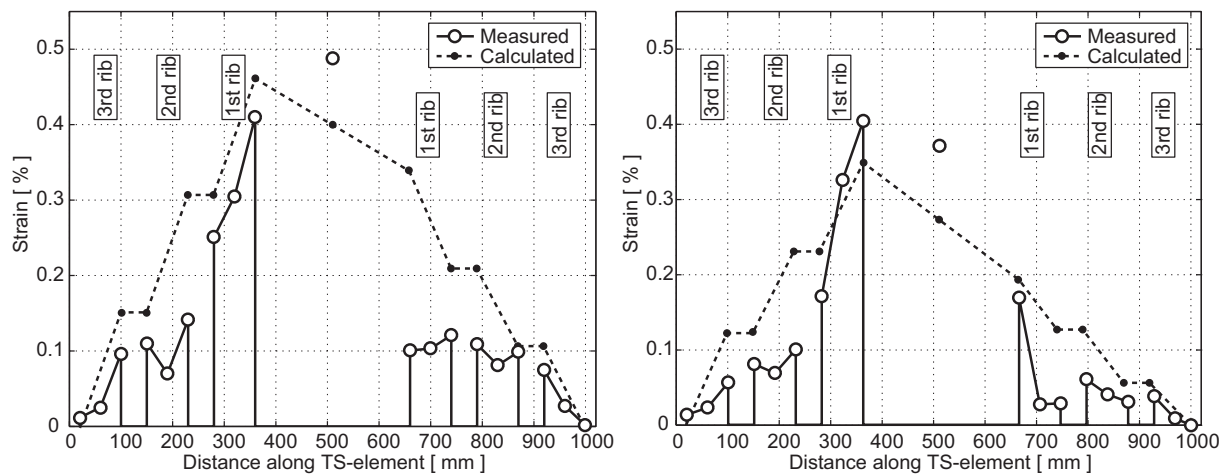 0.5
0.4
0.3
0.2
0.1
0
Strain [ % ]
3rd rib
2nd rib
1st rib
1st rib
2nd rib
3rd rib
Measured
Calculated
0 100 200 300 400 500 600 700 800 900 1000
Distance along TS-element [ mm ]
0.5
0.4
0.3
0.2
0.1
0
Strain [ % ]
3rd rib
2nd rib
1st rib
1st rib
2nd rib
3rd rib
Measured
Calculated
0 100 200 300 400 500 600 700 800 900 1000
Distance along TS-element [ mm ]